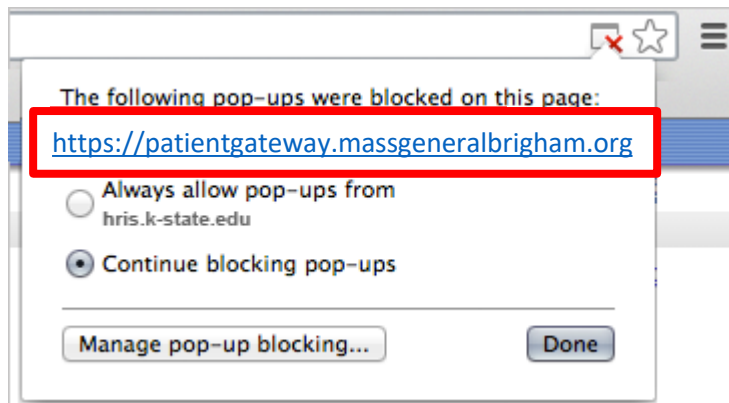 The following pop-ups were blocked on this page:
https://patientgateway.massgeneralbrigham.org
Always allow pop-ups from
hris.k-state.edu
Continue blocking pop-ups
Manage pop-up blocking...
Done